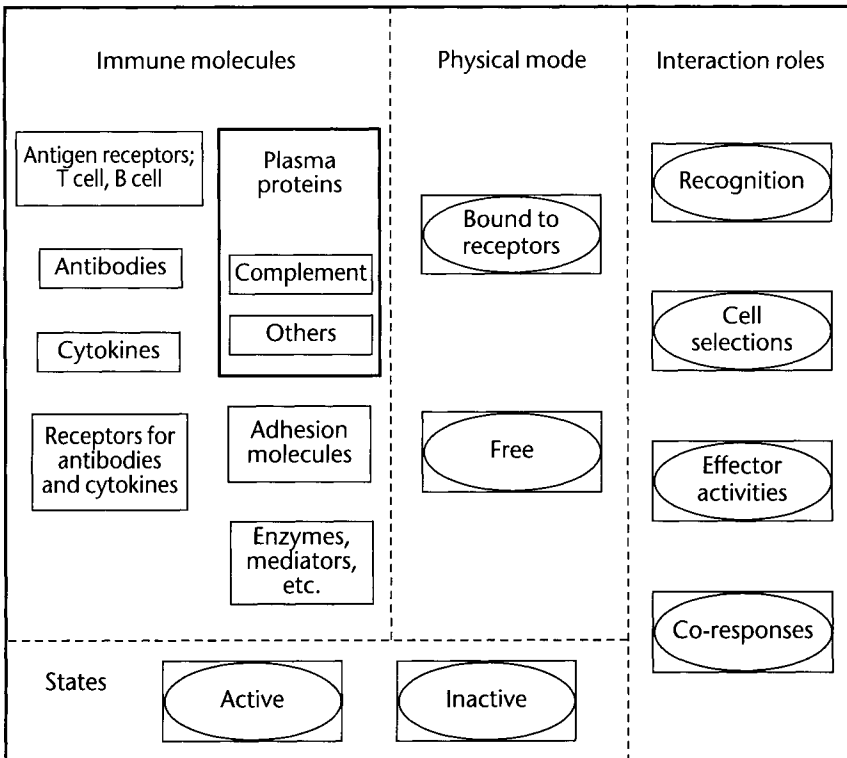 Immune molecules
Antigen receptors;
T cell, B cell
Antibodies
Cytokines
Receptors for
antibodies
and cytokines
Plasma
proteins
Complement
Others
Adhesion
molecules
Enzymes,
mediators,
etc.
Physical mode
Bound to
receptors
Free
Interaction roles
Recognition
Cell
selections
Effector
activities
Co-responses
States
Active
Inactive